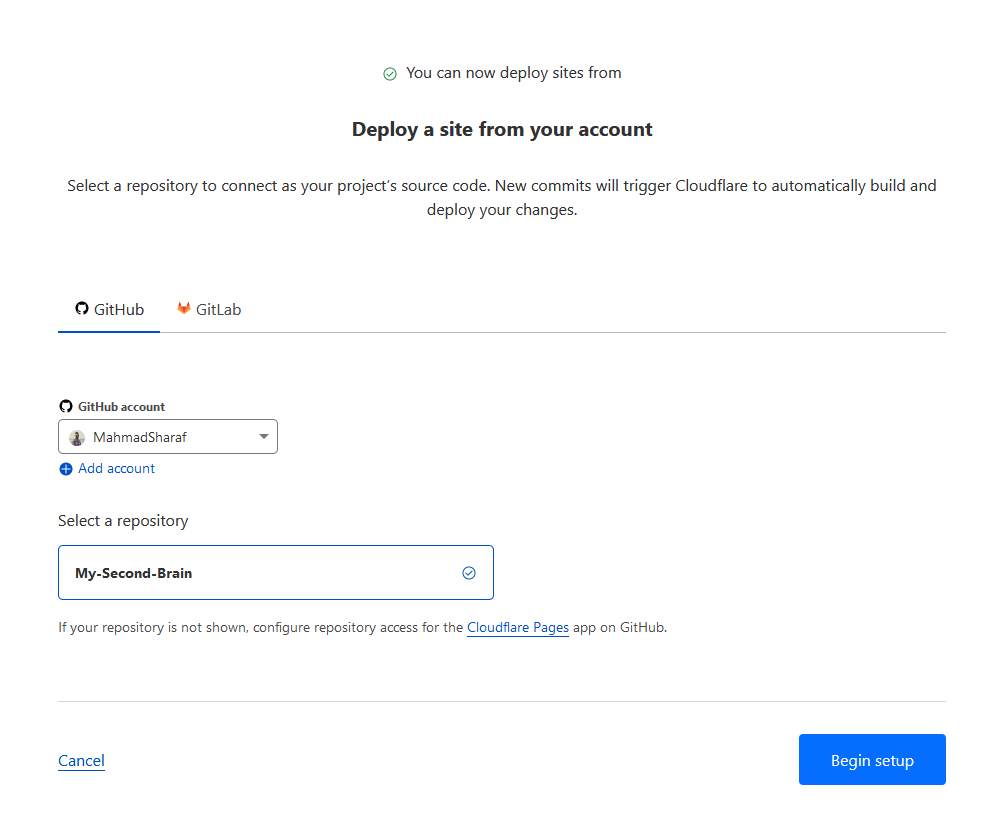 You can now deploy sites from
Deploy a site from your account
Select a repository to connect as your project’s source code. New commits will trigger Cloudflare to automatically build and
deploy your changes.
GitHub
GitLab
GitHub account
MahmadSharaf
Add account
Select a repository
My-Second-Brain
If your repository is not shown, configure repository access for the Cloudflare Pages app on GitHub.
Cancel
Begin setup